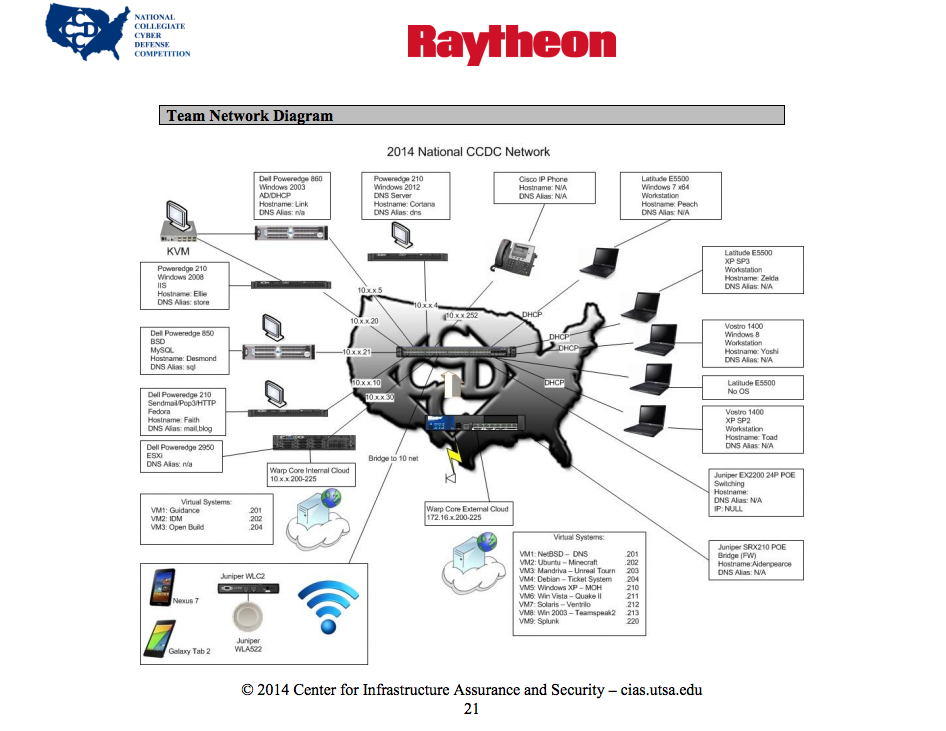 NATIONAL
COLLEGIATE
CYBER
DEFENSE
COMPETITION
Raytheon
Team Network Diagram
2014 National CCDC Network
Dell Poweredge 860
Windows 2003
AD/DHCP
Hostname: Link
DNS Alias: n/a
Poweredge 210
Windows 2012
DNS Server
Hostname: Cortana
DNS Alias: dns
Cisco IP Phone
Hostname: N/A
DNS Alias: N/A
Latitude E5500
Windows 7 x64
Workstation
Hostname: Peach
DNS Alias: N/A
KVM
Poweredge 210
Windows 2008
IIS
Hostname: Ellie
DNS Alias: store
Latitude E5500
XP SP3
Workstation
Hostname: Zelda
DNS Alias: N/A
10.x.x.5
10.x.x.4
10.x.x.252
DHCP
10.x.x.20
Dell Poweredge 850
BSD
MySQL
Hostname: Desmond
DNS Alias: sql
10.x.x.21
DHCP
DHCP
Vostro 1400
Windows 8
Workstation
Hostname: Yoshi
DNS Alias: N/A
10.x.x.10
10.x.x.30
DHCP
Latitude E5500
No OS
Dell Poweredge 210
Sendmail/Pop3/HTTP
Fedora
Hostname: Faith
DNS Alias: mail,blog
Vostro 1400
XP SP2
Workstation
Hostname: Toad
DNS Alias: N/A
Dell Poweredge 2950
ESXi
DNS Alias: n/a
Bridge to 10 net
Warp Core Internal Cloud
10.x.x.200-225
Juniper EX2200 24P POE
Switching
Hostname:
DNS Alias: N/A
IP: NULL
Virtual Systems:
VM1: Guidance .201
VM2: IDM .202
VM3: Open Build .204
Warp Core External Cloud
172.16.x.200-225
Juniper SRX210 POE
Bridge (FW)
Hostname:Aidenpearce
DNS Alias: N/A
Virtual Systems:
VM1: NetBSD – DNS .201
VM2: Ubuntu – Minecraft .202
VM3: Mandriva – Unreal Tourn .203
VM4: Debian – Ticket System .204
VM5: Windows XP – MOH .210
VM6: Win Vista – Quake II .211
VM7: Solaris – Ventrilo .212
VM8: Win 2003 – Teamspeak2 .213
VM9: Splunk .220
Juniper WLC2
Nexus 7
Juniper
WLA522
Galaxy Tab 2
© 2014 Center for Infrastructure Assurance and Security – cias.utsa.edu
21